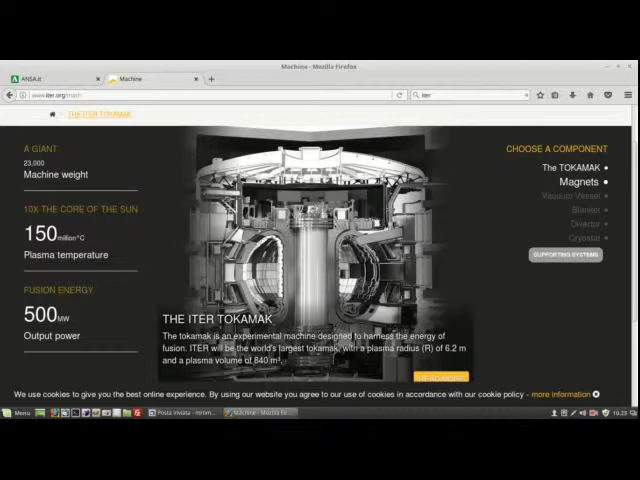 Machine - Mozilla Firefox
ANSA.it
Machine
www.iter.org/mach
iter
THE ITER TOKAMAK
A GIANT
23,000
Machine weight
10X THE CORE OF THE SUN
150 million°C
Plasma temperature
FUSION ENERGY
500 MW
Output power
CHOOSE A COMPONENT
The TOKAMAK
Magnets
Vacuum Vessel
Blanket
Divertor
Cryostat
SUPPORTING SYSTEMS
THE ITER TOKAMAK
The tokamak is an experimental machine designed to harness the energy of
fusion. ITER will be the world's largest tokamak, with a plasma radius (R) of 6.2 m
and a plasma volume of 840 m³.
READ MORE
We use cookies to give you the best online experience. By using our website you agree to our use of cookies in accordance with our cookie policy - more information
Menu
Posta inviata -
Machine - Mozilla Fire...
10.23